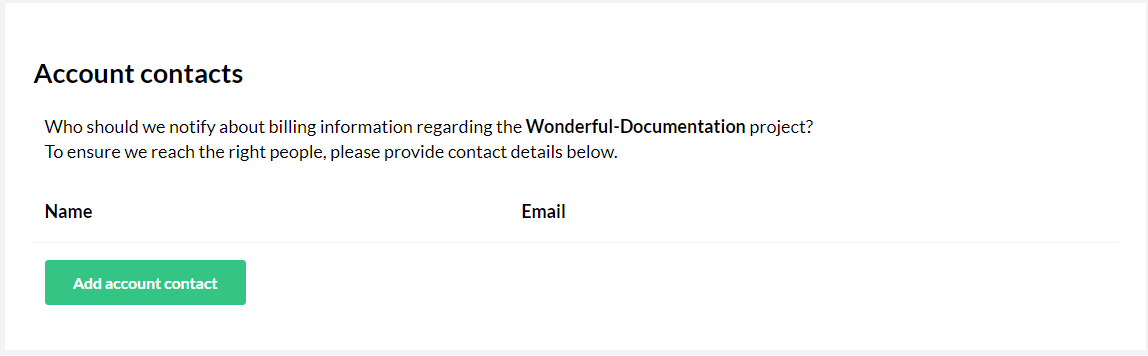 Account contacts
Who should we notify about billing information regarding the Wonderful-Documentation project?
To ensure we reach the right people, please provide contact details below.
Name Email
Add account contact